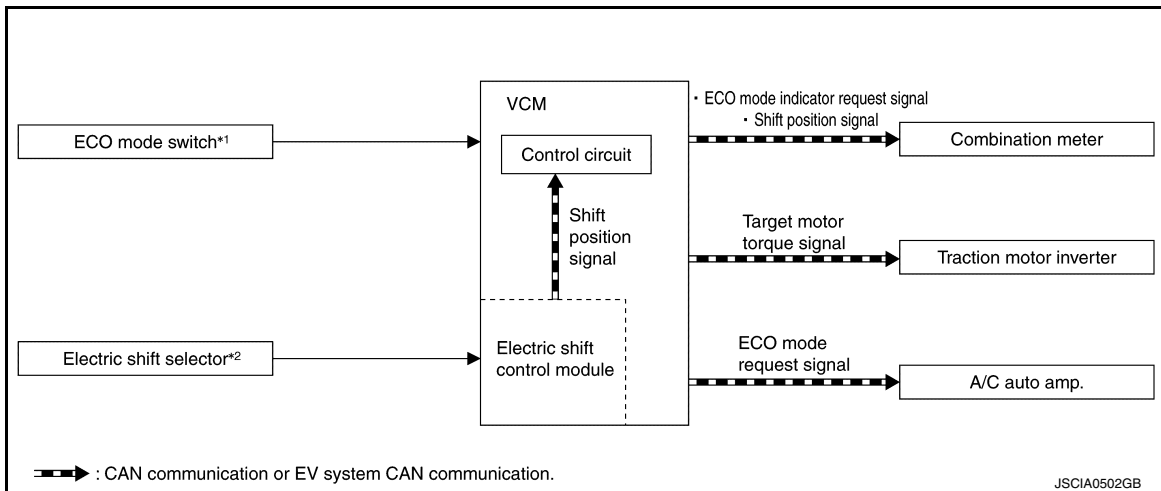 VCM
・ ECO mode indicator request signal
・ Shift position signal
ECO mode switch*1
Control circuit
Combination meter
Shift
position
signal
Target motor
torque signal
Traction motor inverter
Electric shift selector*2
Electric shift
control module
ECO mode
request signal
A/C auto amp.
: CAN communication or EV system CAN communication.
JSCIA0502GB